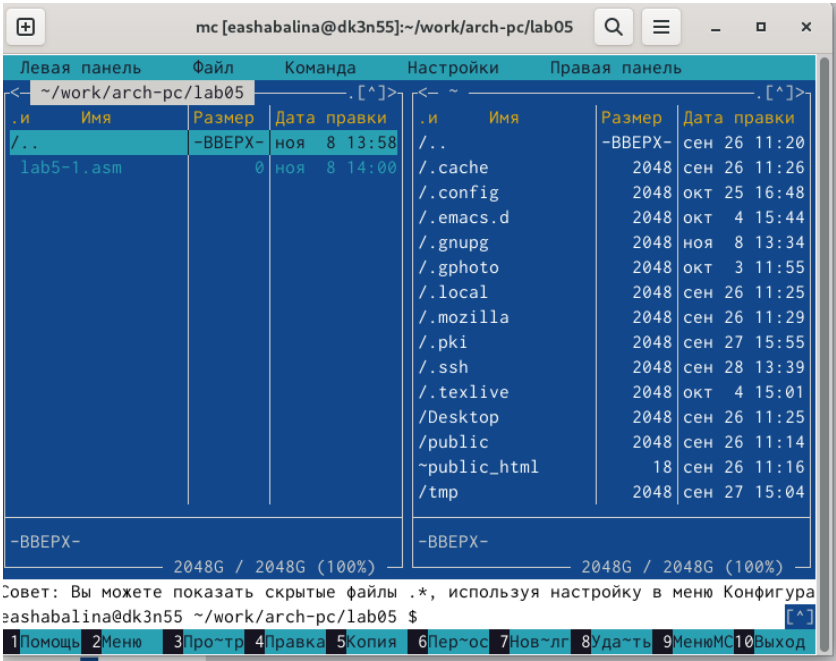 mc [eashabalina@dk3n55]:~/work/arch-pc/lab05
Левая панель Файл Команда Настройки Правая панель
<— ~/work/arch-pc/lab05 .[^]>
.и Имя Размер Дата правки
/.. -ВВЕРХ- ноя 8 13:58
lab5-1.asm 0 ноя 8 14:00
-ВВЕРХ-
2048G / 2048G (100%)
<— ~ .[^]>
.и Имя Размер Дата правки
/.. -ВВЕРХ- сен 26 11:20
/.cache 2048 сен 26 11:26
/.config 2048 окт 25 16:48
/.emacs.d 2048 окт 4 15:44
/.gnupg 2048 ноя 8 13:34
/.gphoto 2048 окт 3 11:55
/.local 2048 сен 26 11:25
/.mozilla 2048 сен 26 11:29
/.pki 2048 сен 27 15:55
/.ssh 2048 сен 28 13:39
/.texlive 2048 окт 4 15:01
/Desktop 2048 сен 26 11:25
/public 2048 сен 26 11:14
~public_html 18 сен 26 11:16
/tmp 2048 сен 27 15:04
-ВВЕРХ-
2048G / 2048G (100%)
Совет: Вы можете показать скрытые файлы .*, используя настройку в меню Конфигура
eashabalina@dk3n55 ~/work/arch-pc/lab05 $ [^]
1Помощь 2Меню 3Про~тр 4Правка 5Копия 6Пер~ос 7Нов~лг 8Уда~ть 9МенюMC 10Выход